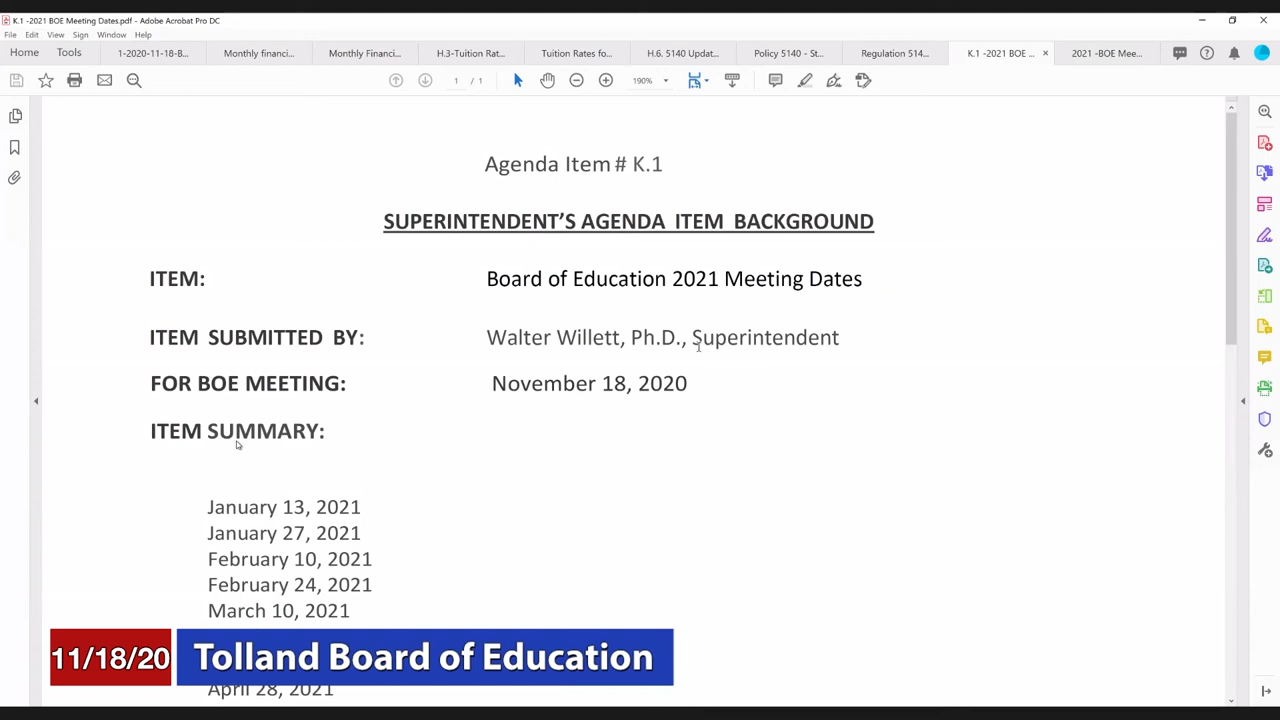 K.1 -2021 BOE Meeting Dates.pdf - Adobe Acrobat Pro DC
File Edit View Sign Window Help
Home Tools 1-2020-11-18-B... Monthly financi... Monthly Financi... H.3-Tuition Rat... Tuition Rates fo... H.6. 5140 Updat... Policy 5140 - St... Regulation 514... K.1 -2021 BOE ... × 2021 -BOE Mee...
1 / 1 190%
Agenda Item # K.1
SUPERINTENDENT'S AGENDA ITEM BACKGROUND
ITEM: Board of Education 2021 Meeting Dates
ITEM SUBMITTED BY: Walter Willett, Ph.D., Superintendent
FOR BOE MEETING: November 18, 2020
ITEM SUMMARY:
January 13, 2021
January 27, 2021
February 10, 2021
February 24, 2021
March 10, 2021
11/18/20 Tolland Board of Education
April 28, 2021